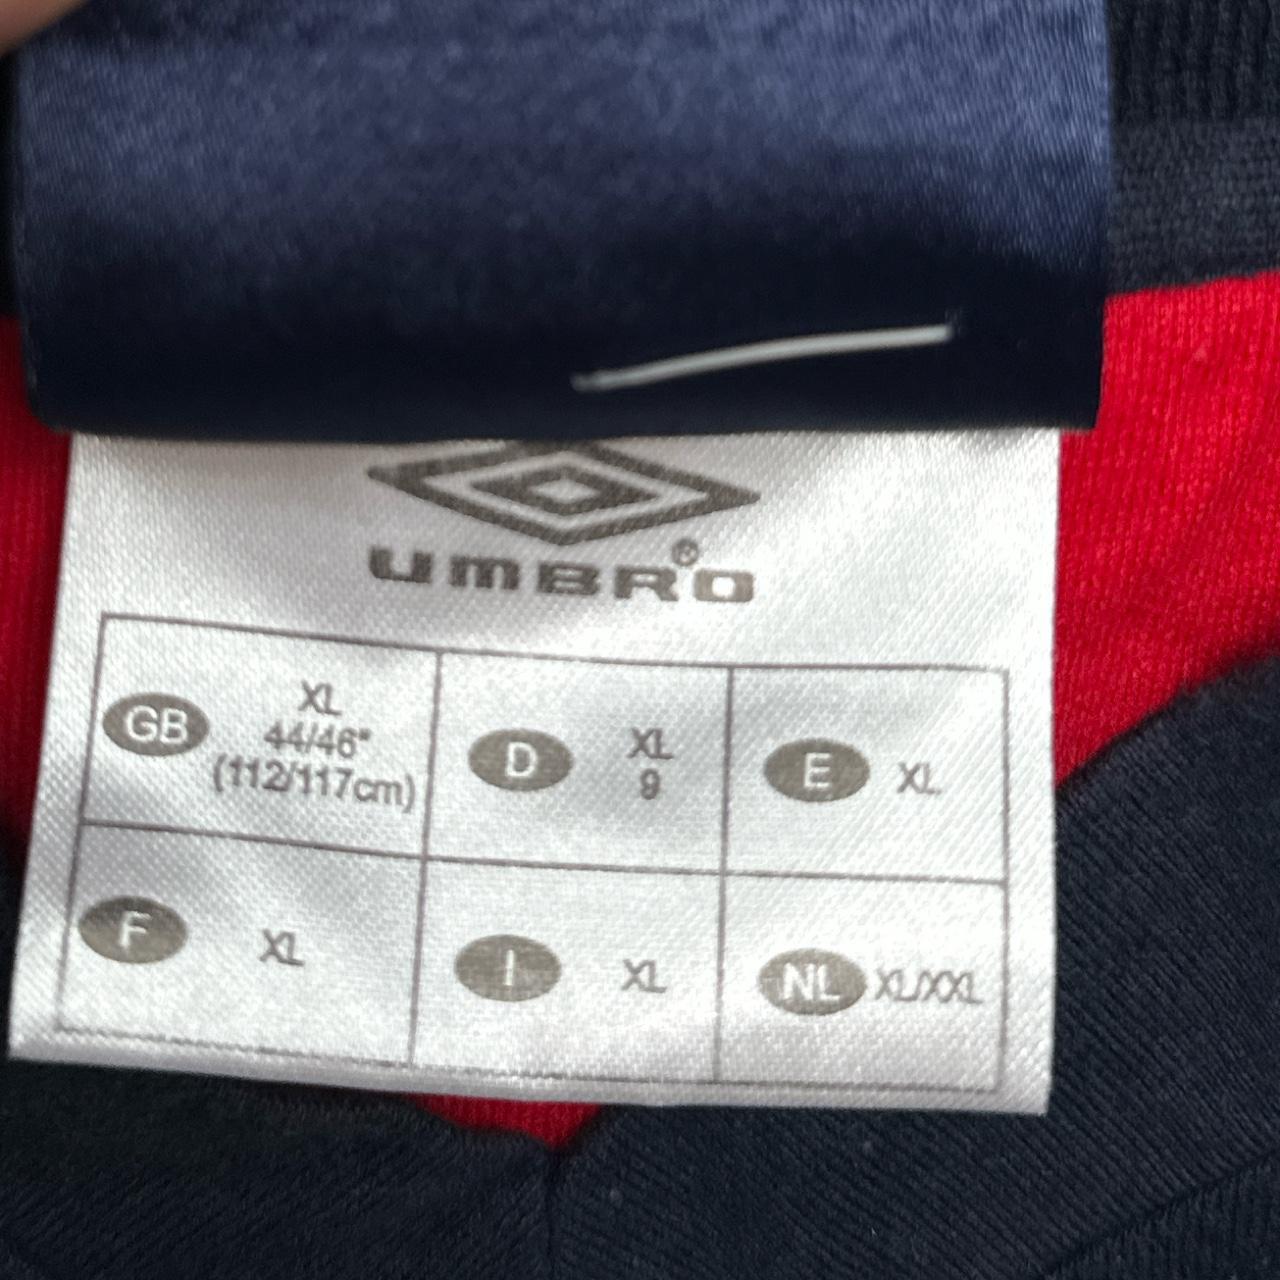 UMBRO®
GB XL
44/46"
(112/117cm)
D XL
9
E XL
F XL
I XL
NL XL/XXL